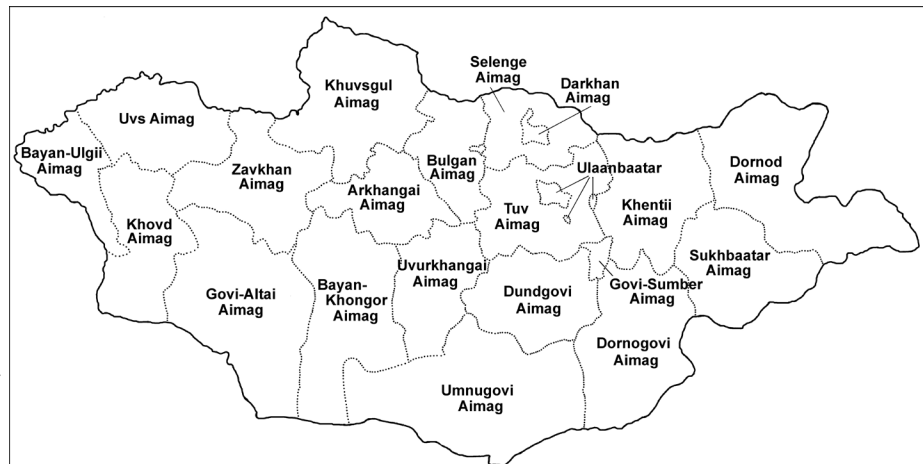 Selenge
Aimag
Darkhan
Aimag
Khuvsgul
Aimag
Uvs Aimag
Bayan-Ulgii
Aimag
Zavkhan
Aimag
Bulgan
Aimag
Ulaanbaatar
Dornod
Aimag
Arkhangai
Aimag
Khovd
Aimag
Tuv
Aimag
Khentii
Aimag
Sukhbaatar
Aimag
Uvurkhangai
Aimag
Govi-Altai
Aimag
Bayan-
Khongor
Aimag
Dundgovi
Aimag
Govi-Sumber
Aimag
Dornogovi
Aimag
Umnugovi
Aimag